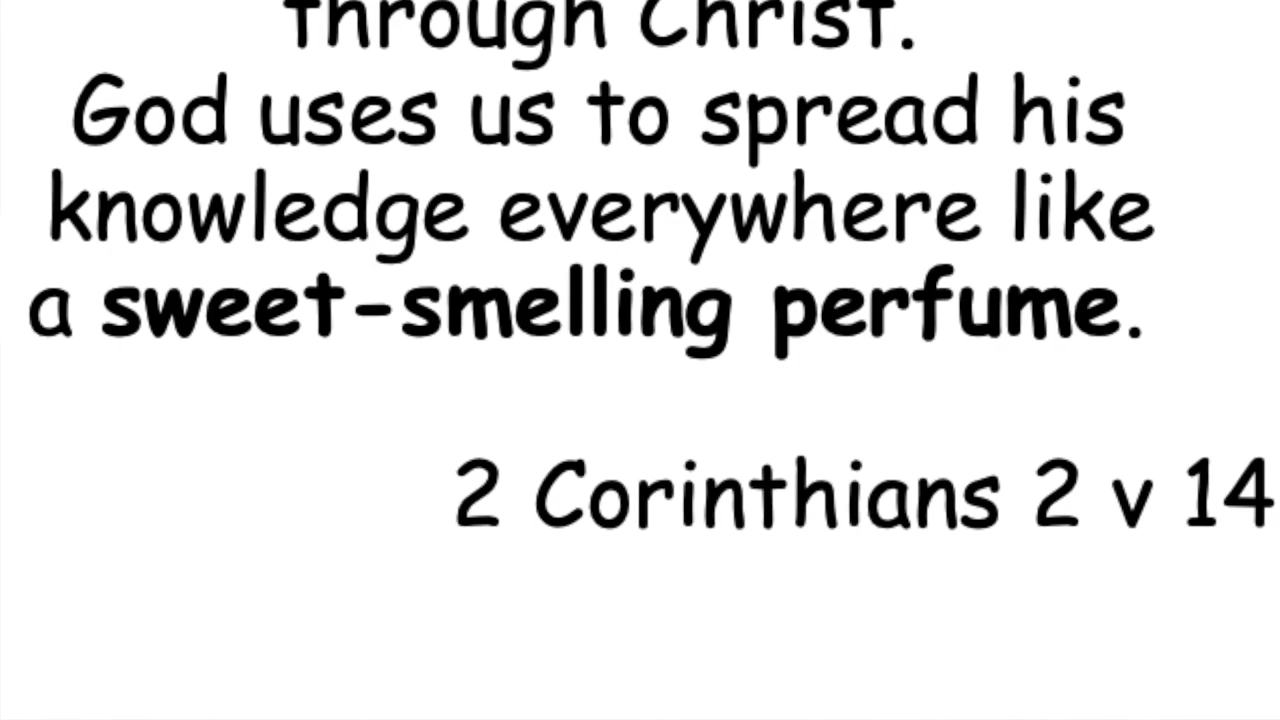 through Christ.
God uses us to spread his
knowledge everywhere like
a sweet-smelling perfume.
2 Corinthians 2 v 14